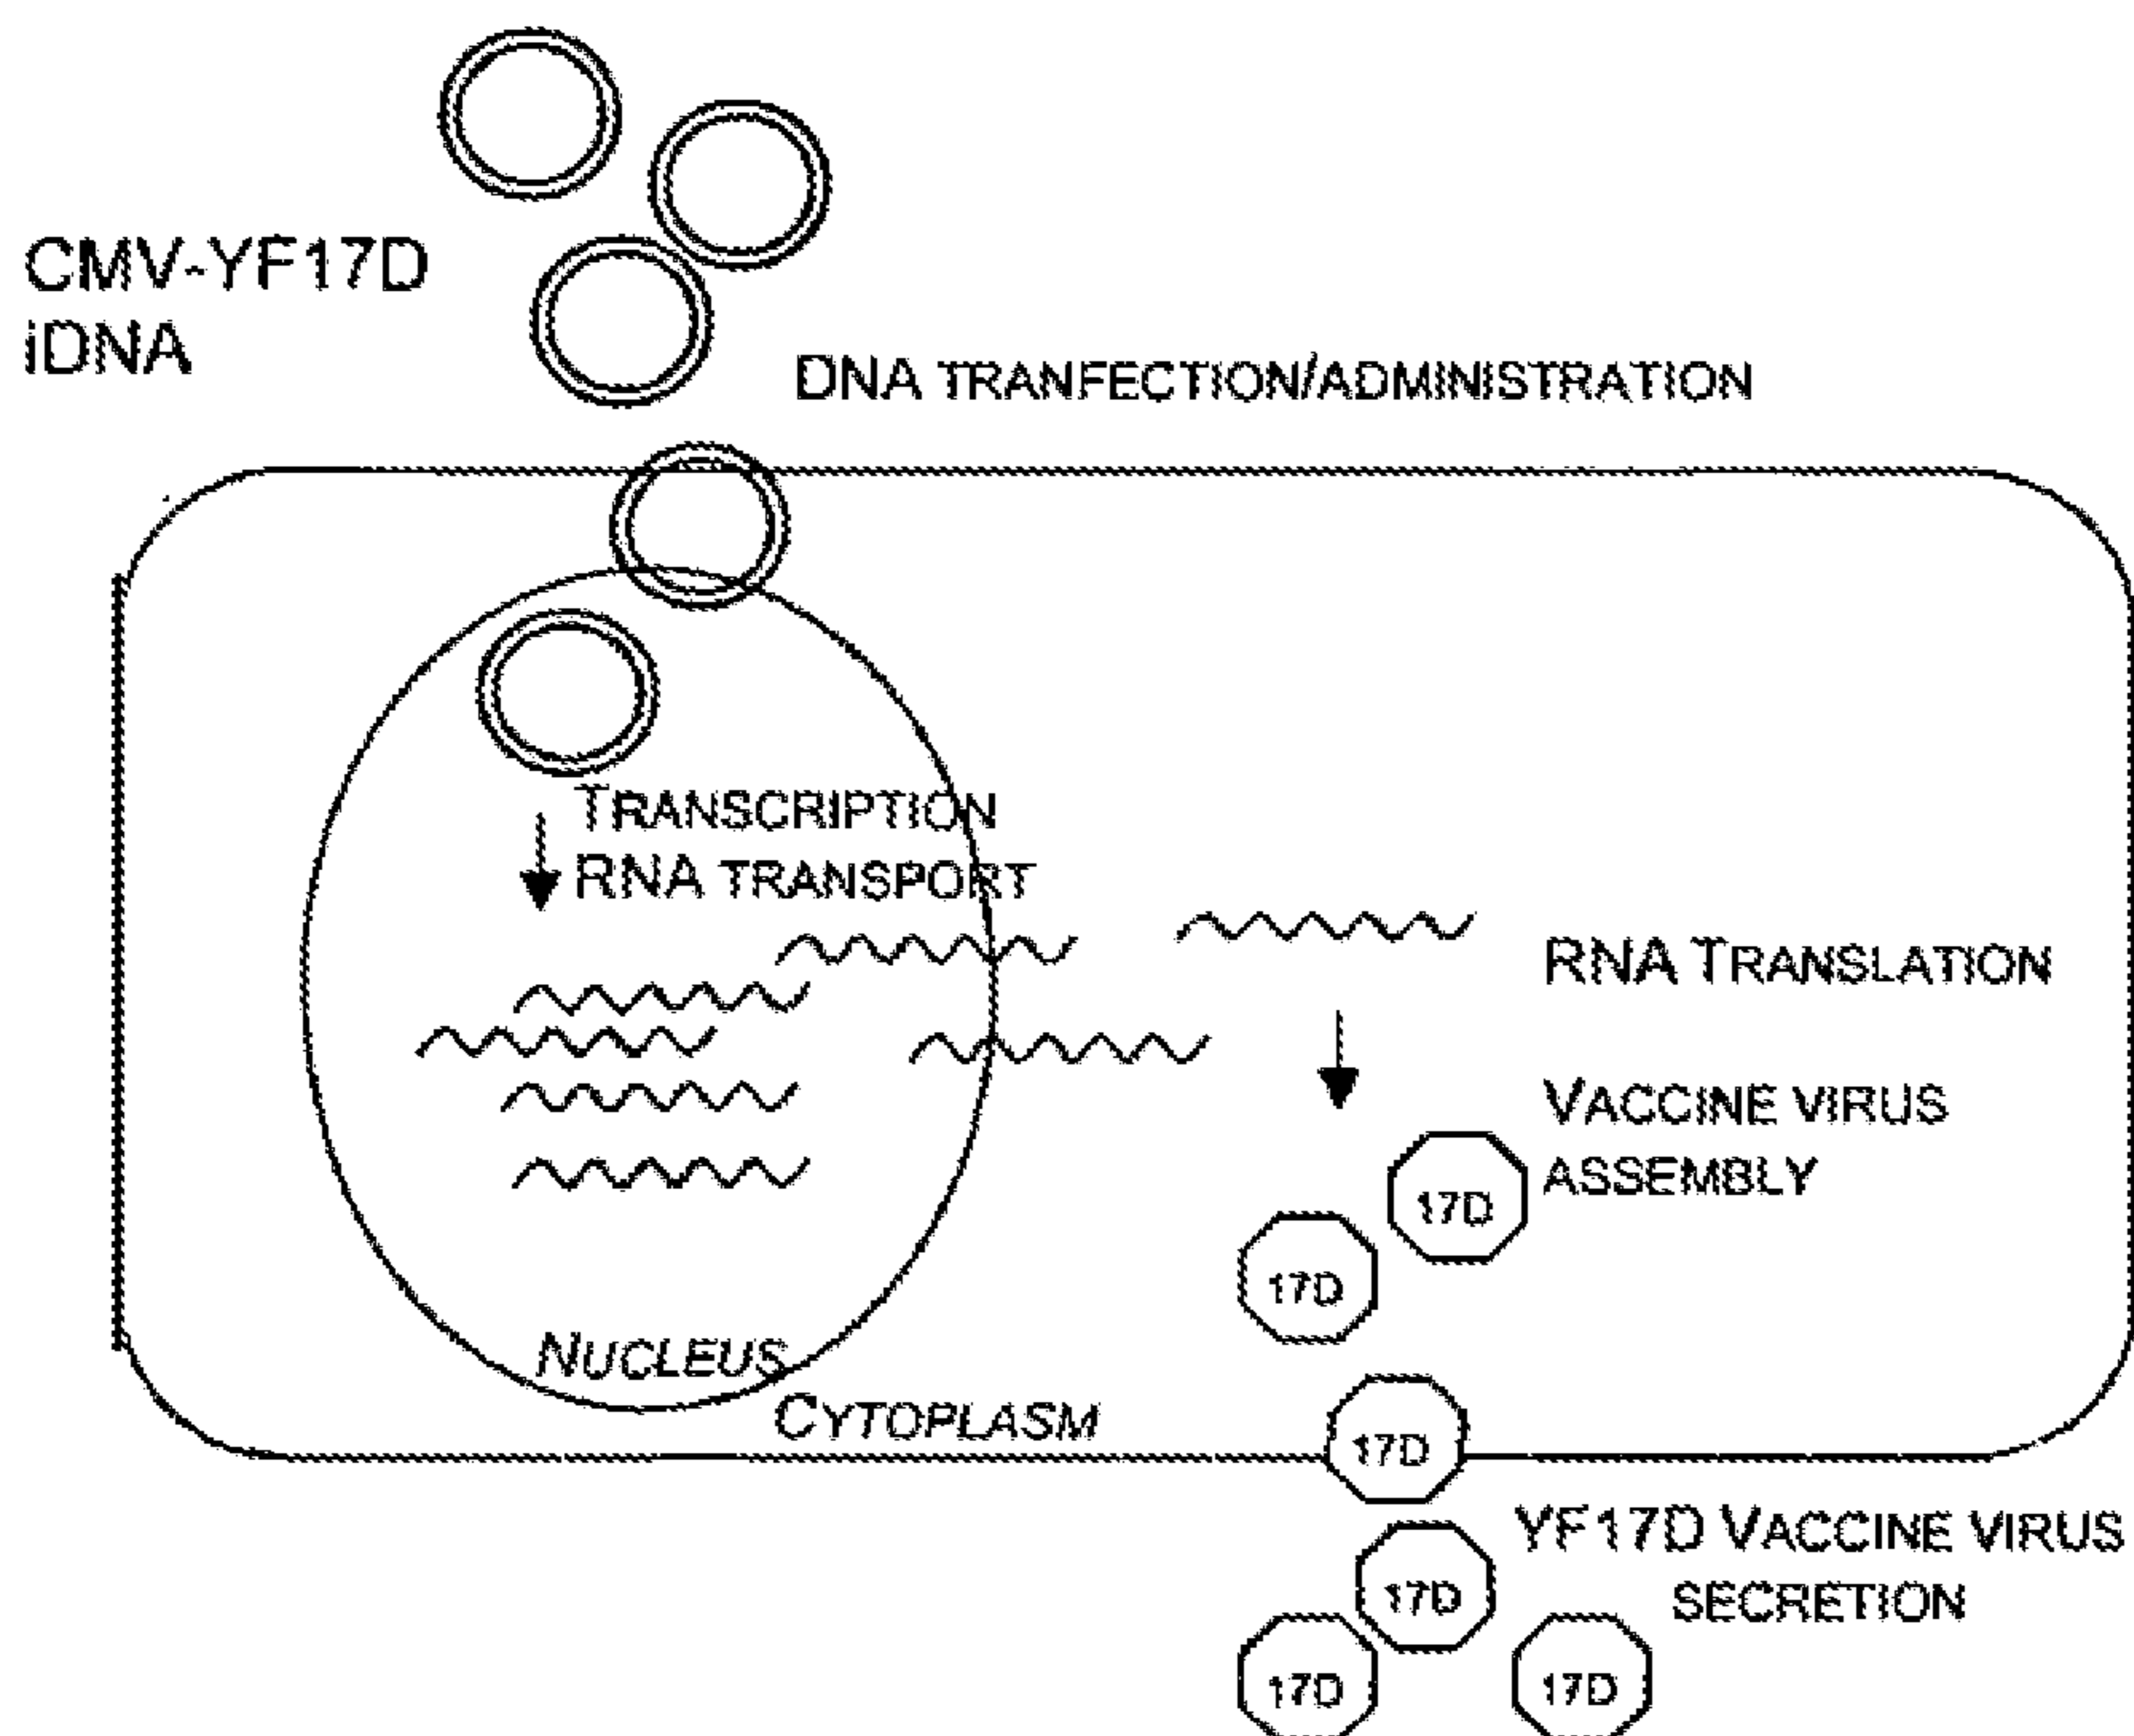 CMV-YF17D
iDNA
DNA TRANFECTION/ADMINISTRATION
TRANSCRIPTION
RNA TRANSPORT
RNA TRANSLATION
VACCINE VIRUS
ASSEMBLY
17D
17D
NUCLEUS
CYTOPLASM
17D
YF17D VACCINE VIRUS
SECRETION
17D
17D
17D